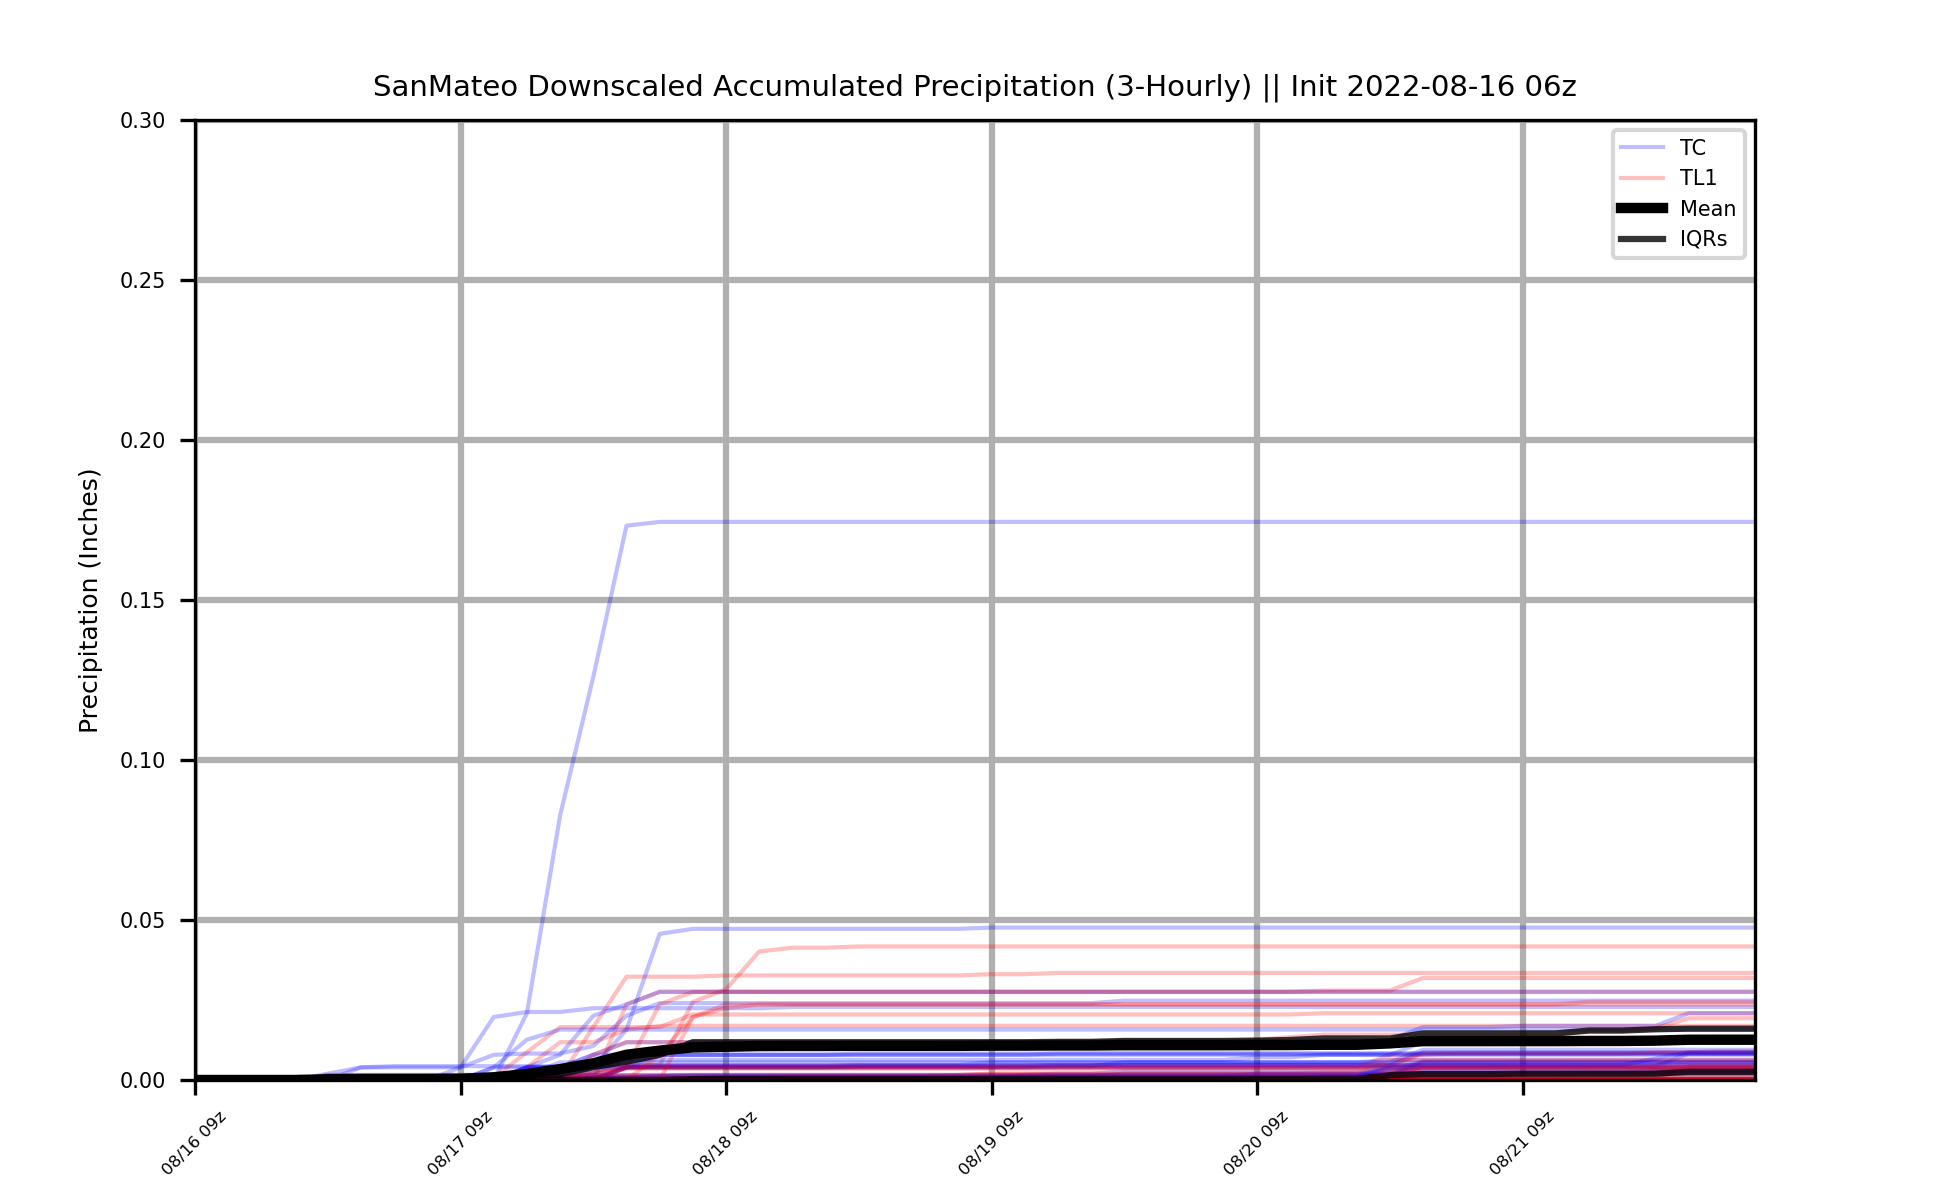 SanMateo Downscaled Accumulated Precipitation (3-Hourly) || Init 2022-08-16 06z
Precipitation (Inches)
0.30
0.25
0.20
0.15
0.10
0.05
0.00
TC
TL1
Mean
IQRs
08/16 09z
08/17 09z
08/18 09z
08/19 09z
08/20 09z
08/21 09z